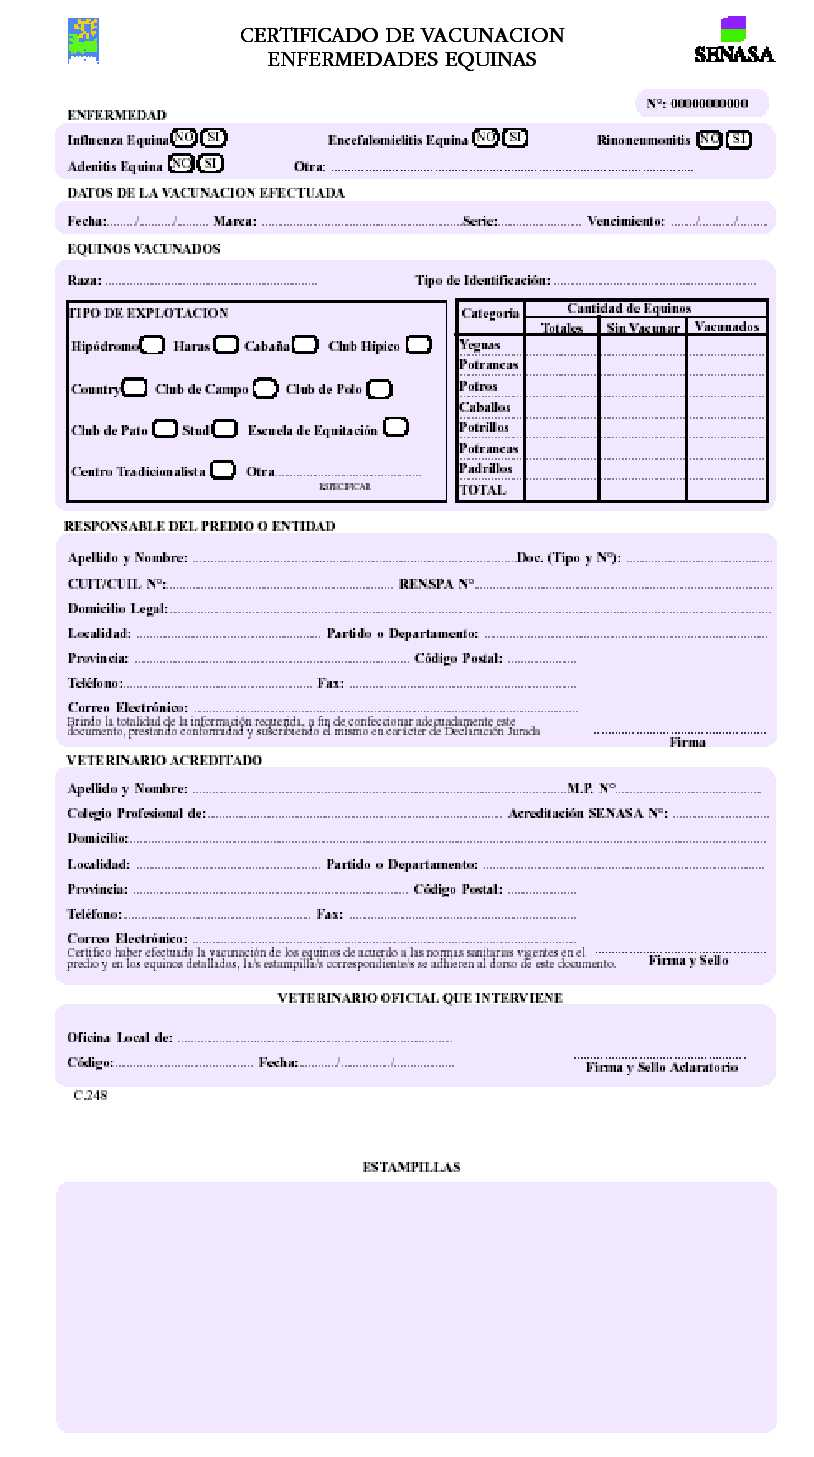 CERTIFICADO DE VACUNACION
ENFERMEDADES EQUINAS
SENASA
N°: 00000000000
ENFERMEDAD
Influenza Equina NO SI Encefalomielitis Equina NO SI Rinoneumonitis NO SI
Adenitis Equina NO SI Otra: ..........
DATOS DE LA VACUNACION EFECTUADA
Fecha:......../........../......... Marca: .......... Serie:.......... Vencimiento: ......./........./........
EQUINOS VACUNADOS
Raza: .......... Tipo de Identificación: ..........
TIPO DE EXPLOTACION
Hipódromo Haras Cabaña Club Hípico
Country Club de Campo Club de Polo
Club de Pato Stud Escuela de Equitación
Centro Tradicionalista Otra..........
ESPECIFICAR
Categoría Cantidad de Equinos
Totales Sin Vacunar Vacunados
Yeguas
Potrancas
Potros
Caballos
Potrillos
Potrancas
Padrillos
TOTAL
RESPONSABLE DEL PREDIO O ENTIDAD
Apellido y Nombre: .......... Doc. (Tipo y N°): ..........
CUIT/CUIL N°:.......... RENSPA N°..........
Domicilio Legal:..........
Localidad: .......... Partido o Departamento: ..........
Provincia: .......... Código Postal: ..........
Teléfono:.......... Fax: ..........
Correo Electrónico: ..........
Brindo la totalidad de la información requerida, a fin de confeccionar adeguadamente este
documento, prestando conformidad y suscribiendo el mismo en carácter de Declaración Jurada
Firma
VETERINARIO ACREDITADO
Apellido y Nombre: .......... M.P. N°..........
Colegio Profesional de:.......... Acreditación SENASA N°: ..........
Domicilio:..........
Localidad: .......... Partido o Departamento: ..........
Provincia: .......... Código Postal: ..........
Teléfono:.......... Fax: ..........
Correo Electrónico: ..........
Certifico haber efectuado la vacunación de los equinos de acuerdo a las normas sanitarias vigentes en el
predio y en los equinos detallados, la/s estampilla/s correspondiente/s se adhieren al dorso de este documento.
Firma y Sello
VETERINARIO OFICIAL QUE INTERVIENE
Oficina Local de: ..........
Código:.......... Fecha:........../............../................
Firma y Sello Aclaratorio
C.248
ESTAMPILLAS